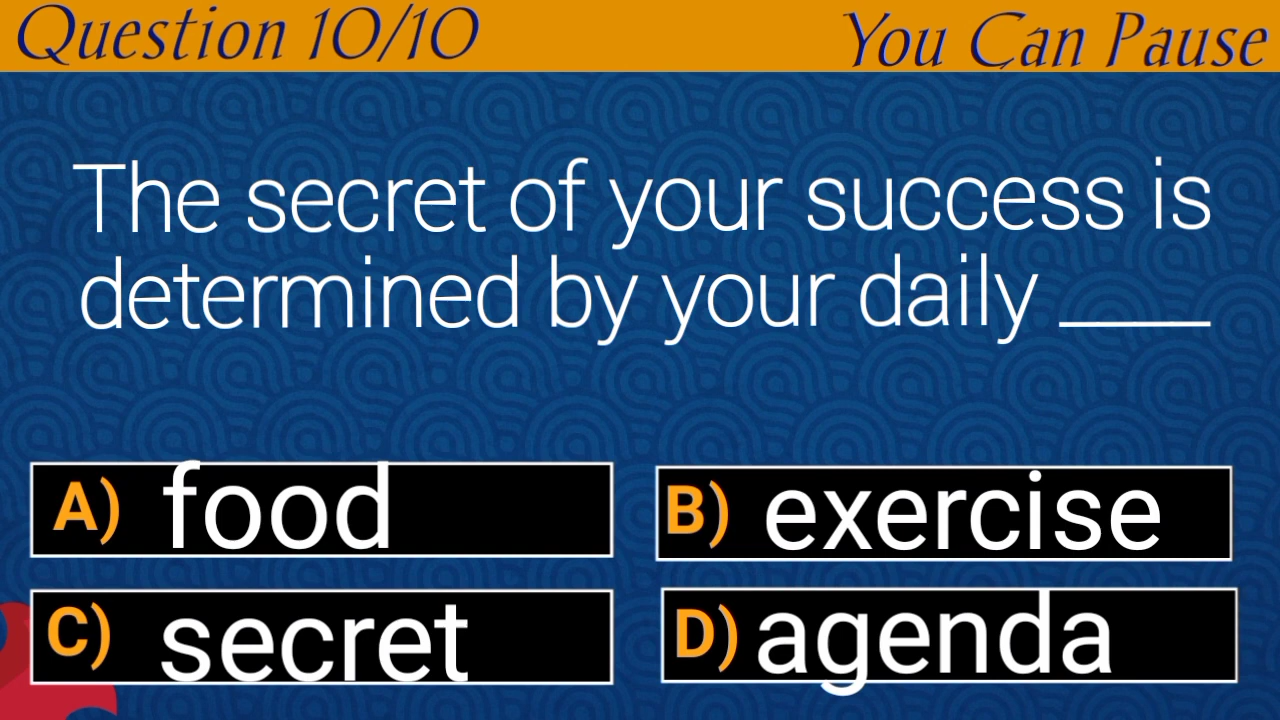 Question 10/10
You Can Pause
The secret of your success is
determined by your daily ____
A) food
B) exercise
C) secret
D) agenda